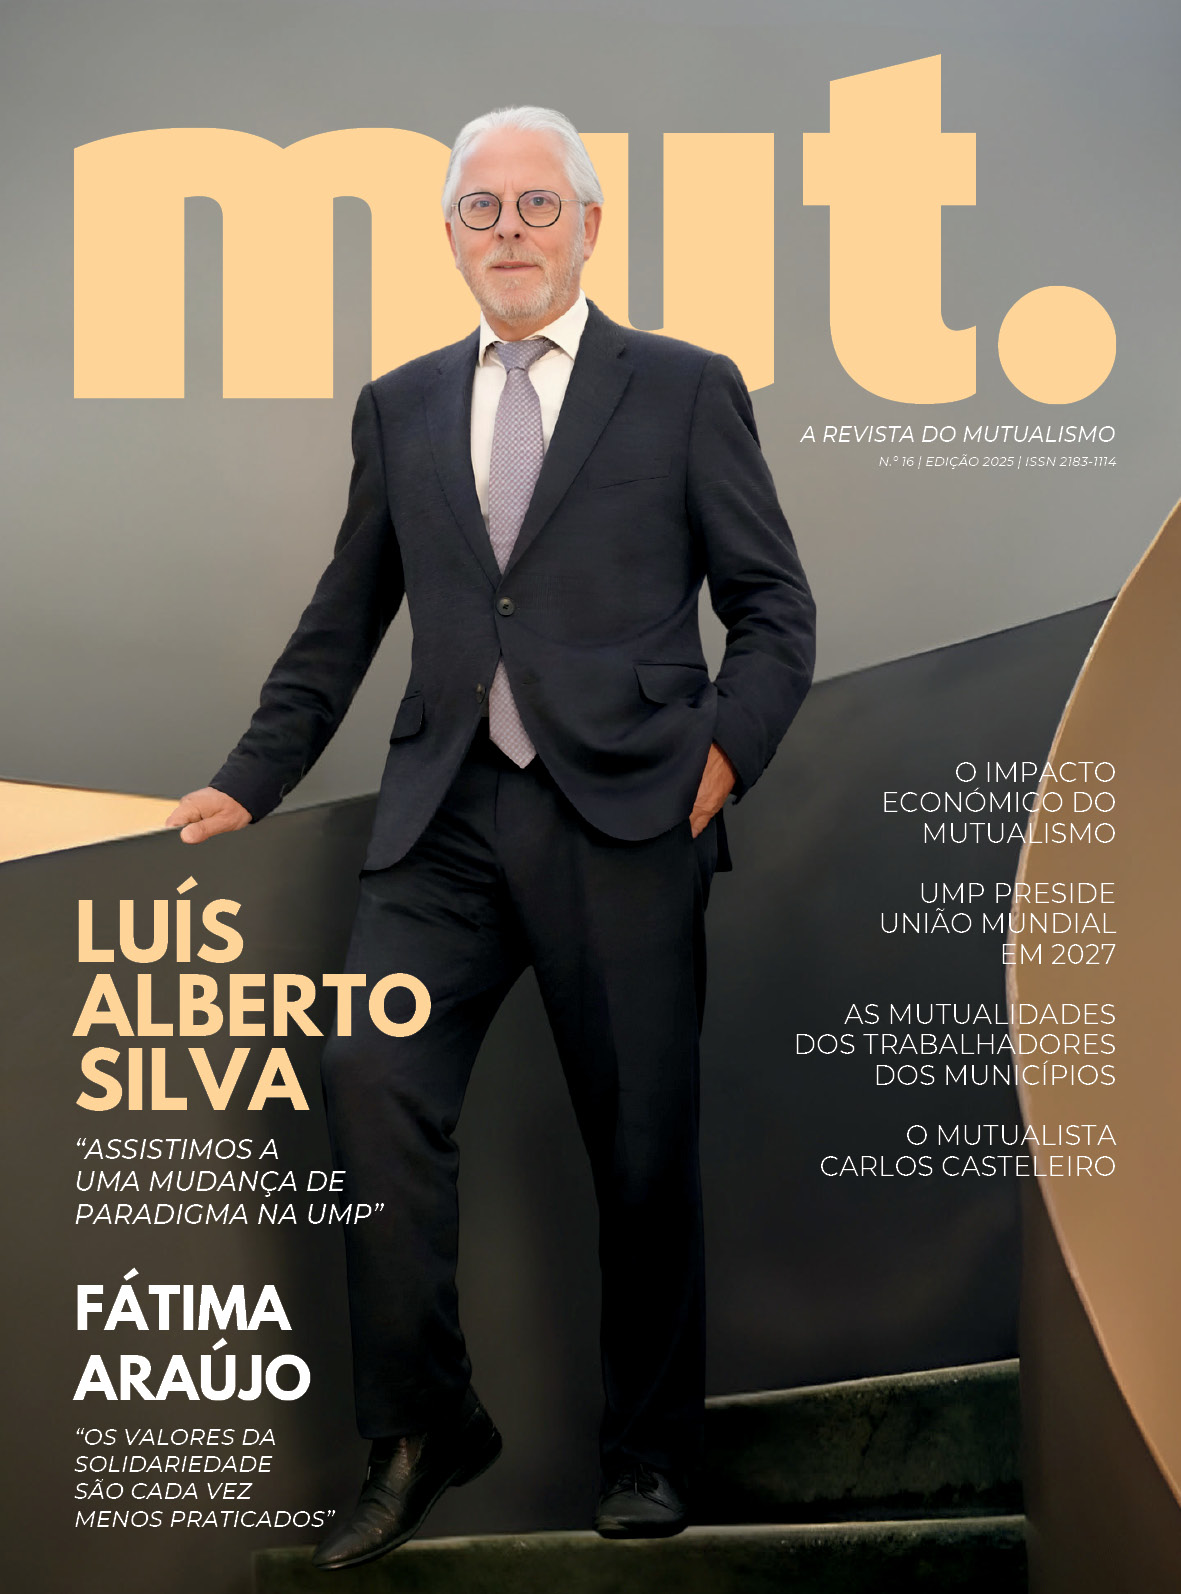 mut.
A REVISTA DO MUTUALISMO
N.º 16 | EDIÇÃO 2025 | ISSN 2183-1114
O IMPACTO
ECONÓMICO DO
MUTUALISMO
UMP PRESIDE
UNIÃO MUNDIAL
EM 2027
AS MUTUALIDADES
DOS TRABALHADORES
DOS MUNICÍPIOS
O MUTUALISTA
CARLOS CASTELEIRO
LUÍS
ALBERTO
SILVA
“ASSISTIMOS A
UMA MUDANÇA DE
PARADIGMA NA UMP”
FÁTIMA
ARAÚJO
“OS VALORES DA
SOLIDARIEDADE
SÃO CADA VEZ
MENOS PRATICADOS”